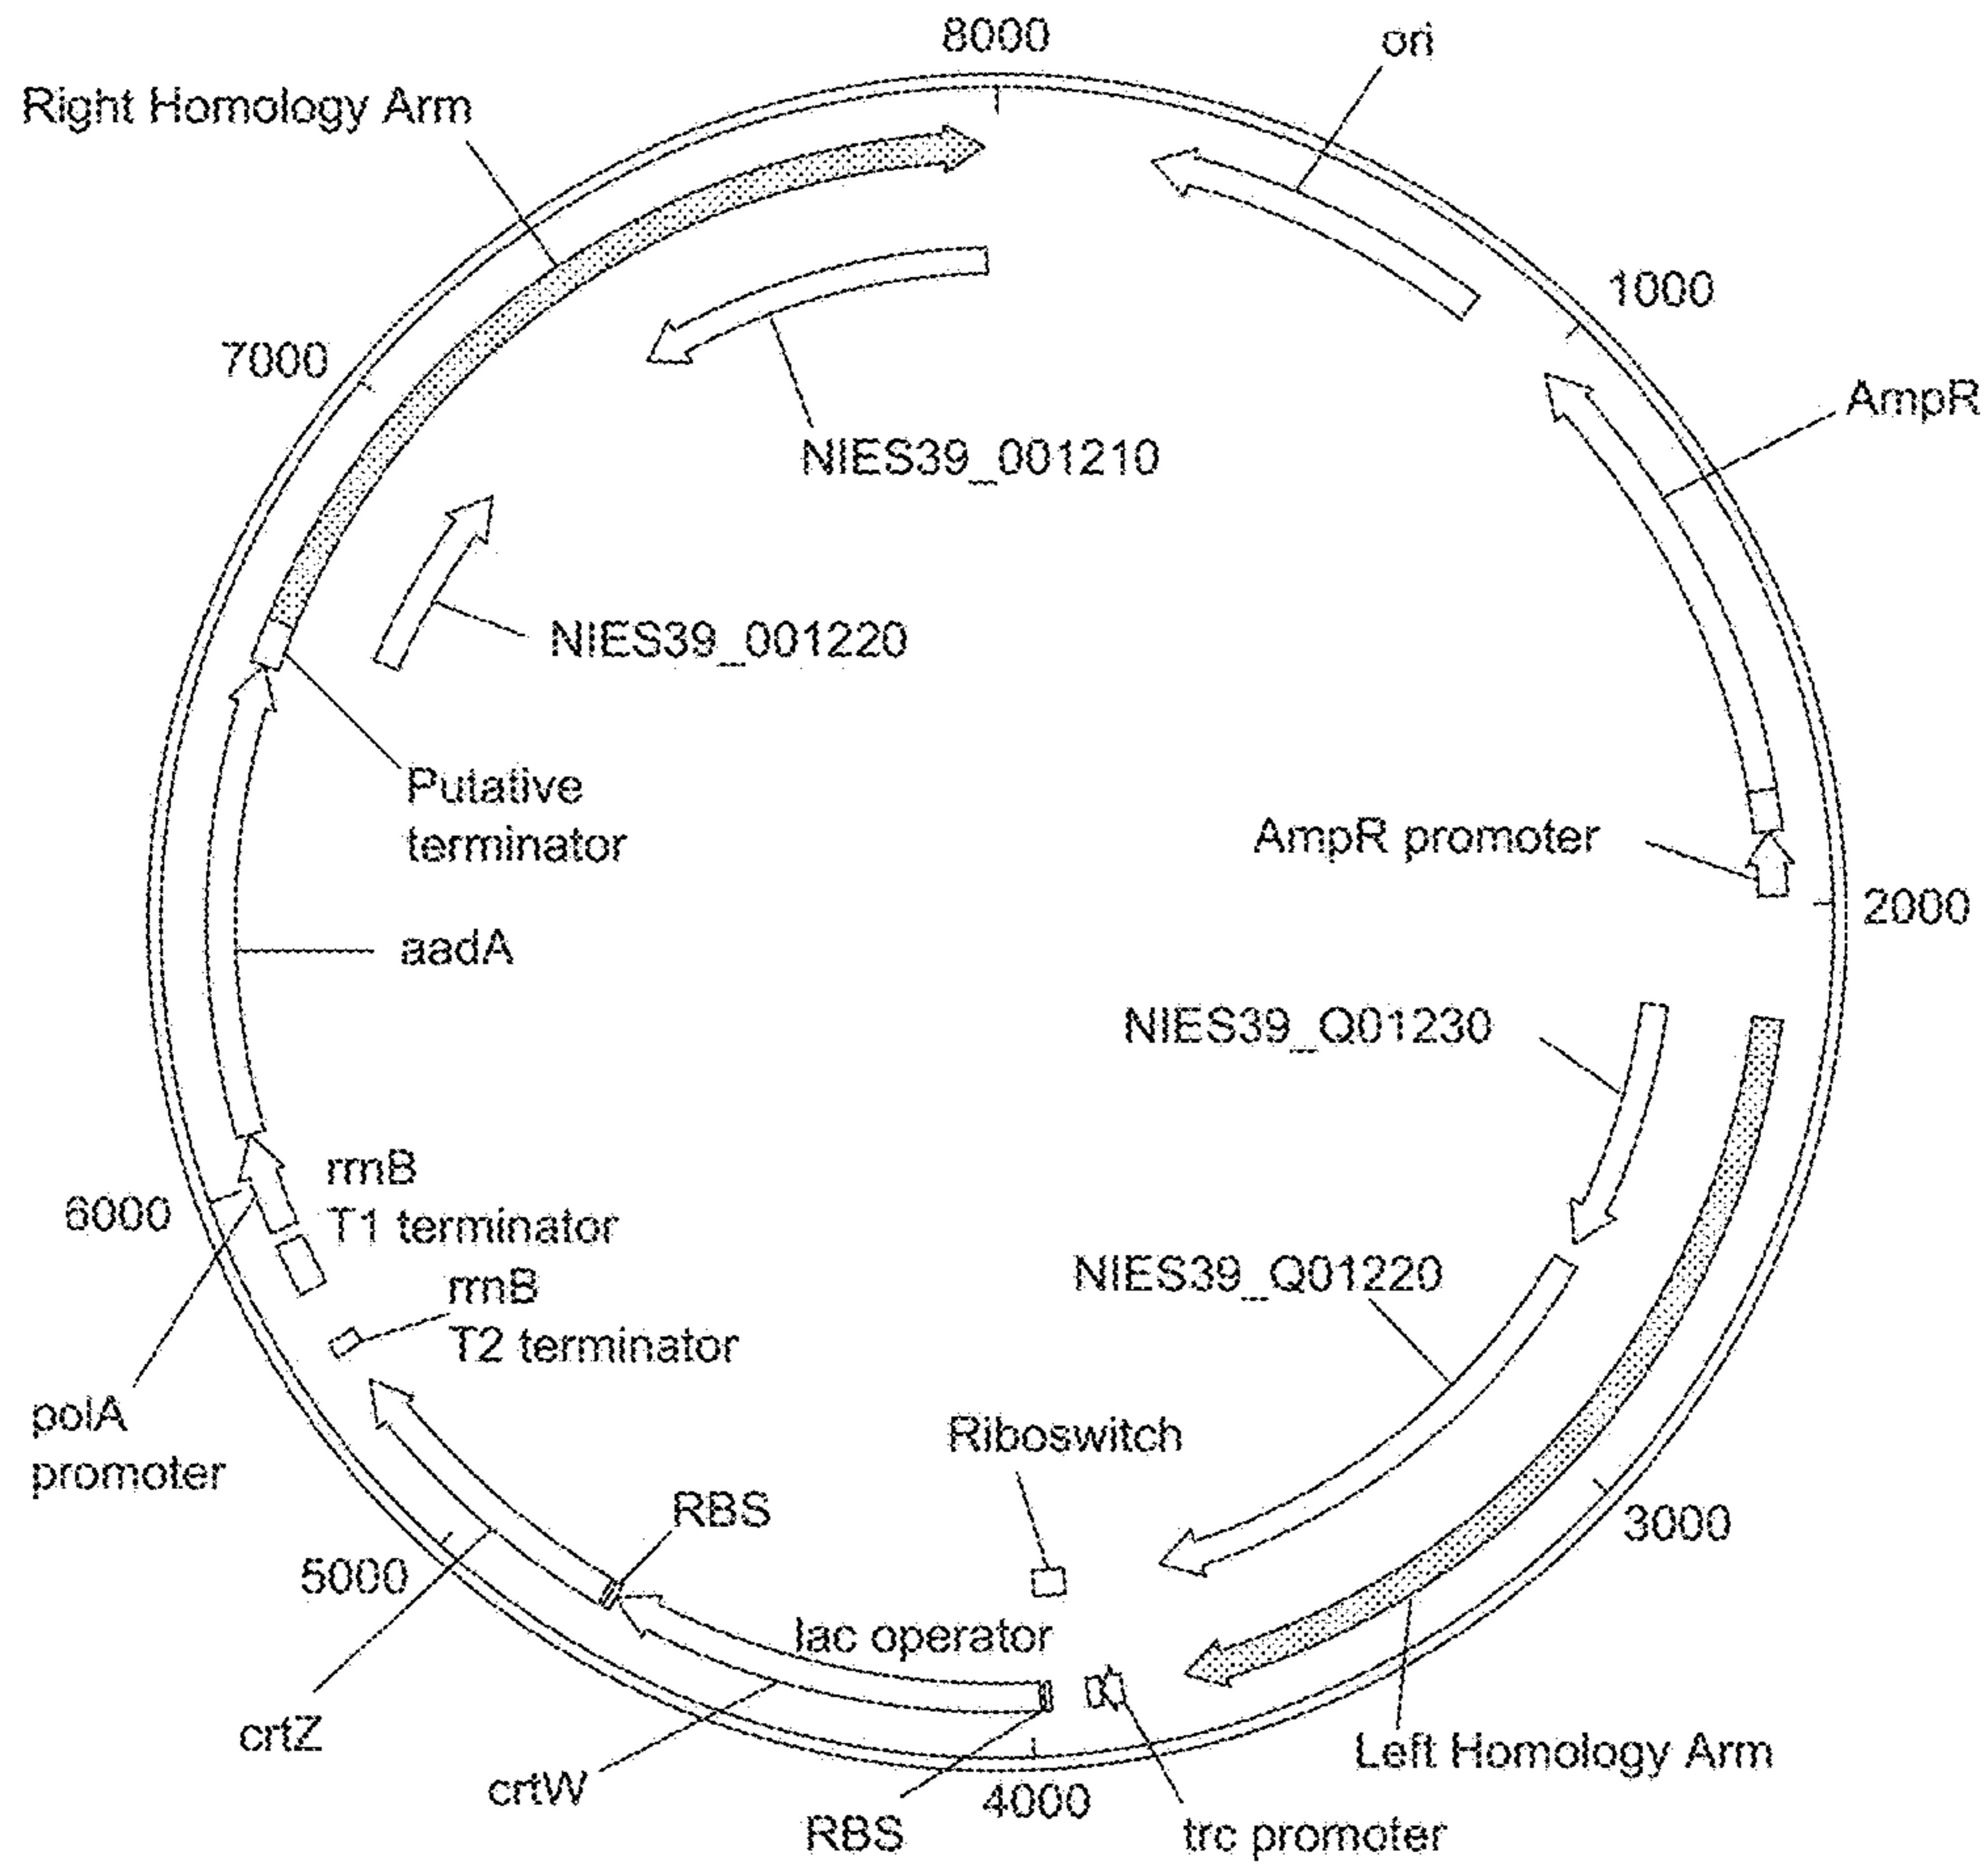 8000
ori
Right Homology Arm
1000
7000
AmpR
NIES39_001210
NIES39_001220
Putative
terminator
AmpR promoter
2000
aadA
NIES39_Q01230
rrnB
T1 terminator
6000
NIES39_Q01220
rrnB
T2 terminator
polA
promoter
Riboswitch
RBS
3000
5000
lac operator
crtZ
Left Homology Arm
crtW
4000
RBS
trc promoter